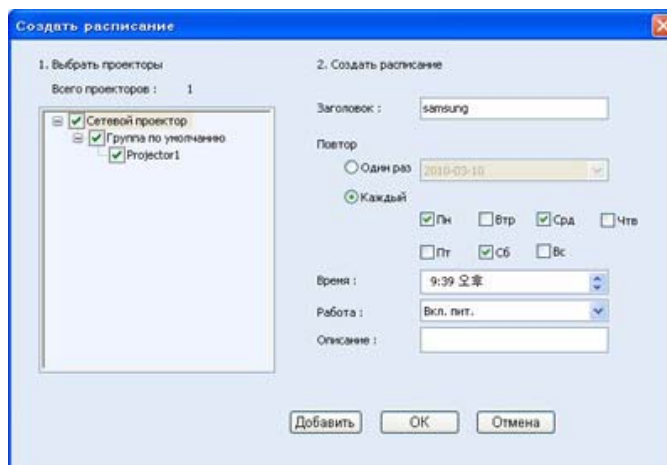 Создать расписание
1. Выбрать проекторы
Всего проекторов : 1
Сетевой проектор
Группа по умолчанию
Projector1
2. Создать расписание
Заголовок : samsung
Повтор
Один раз 2010-03-10
Каждый
Пн Втр Срд Чтв
Пт Сб Вс
Время : 9:39 오후
Работа : Вкл. пит.
Описание :
Добавить OK Отмена